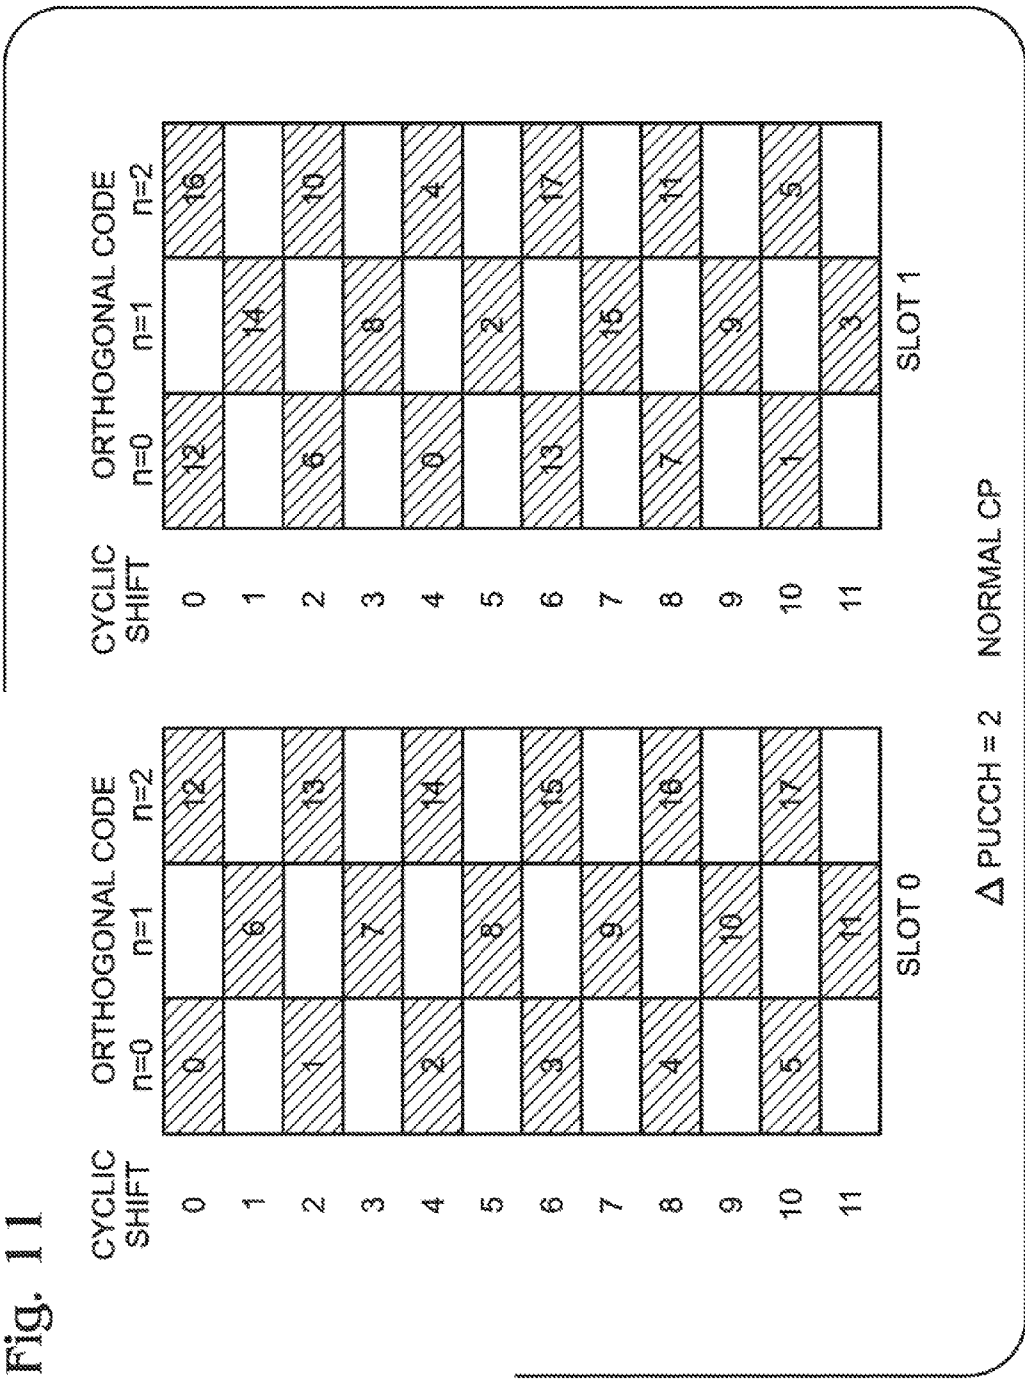 Fig. 11
CYCLIC SHIFT ORTHOGONAL CODE
n=0 n=1 n=2
0 0 12
1 6
2 1 13
3 7
4 2 14
5 8
6 3 15
7 9
8 4 16
9 10
10 5 17
11 11
SLOT 0
CYCLIC SHIFT ORTHOGONAL CODE
n=0 n=1 n=2
0 12 16
1 14
2 6 10
3 8
4 0 4
5 2
6 13 17
7 15
8 7 11
9 9
10 1 5
11 3
SLOT 1
Δ PUCCH = 2 NORMAL CP